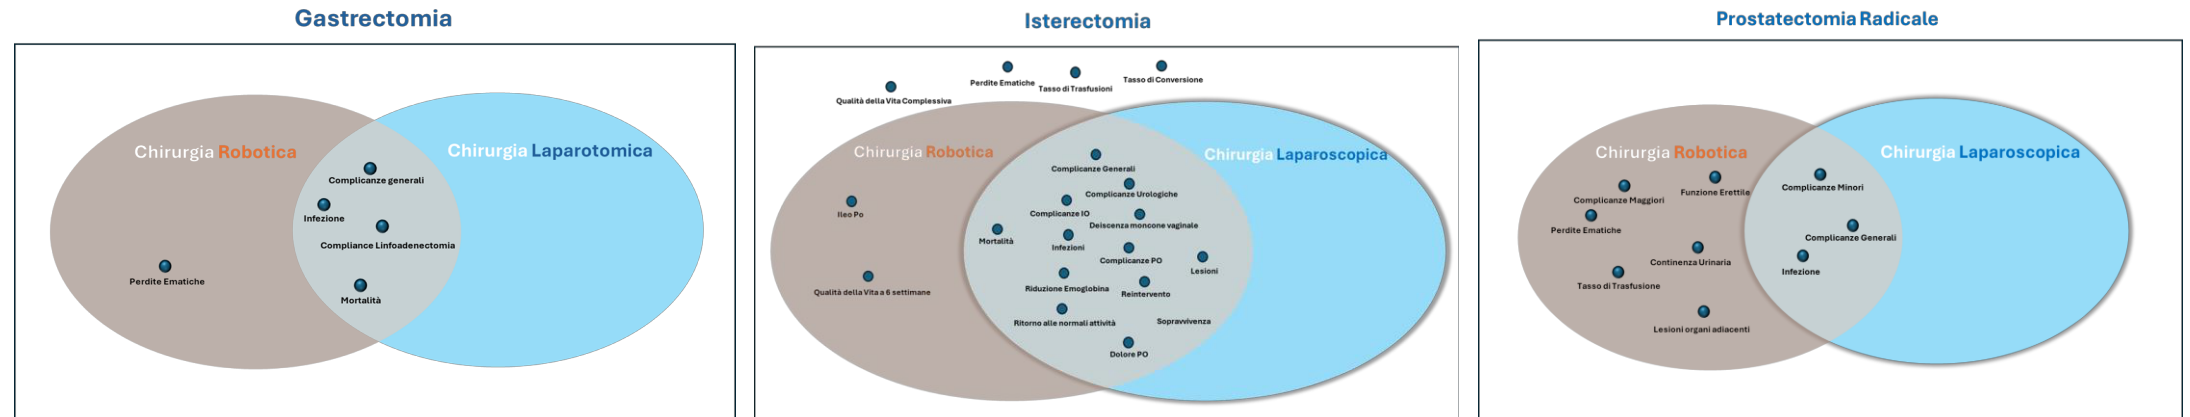 Gastrectomia
Chirurgia Robotica
Chirurgia Laparotomica
Complicanze generali
Infezione
Compliance Linfoadenectomia
Perdite Ematiche
Mortalità
Isterectomia
Perdite Ematiche
Tasso di Trasfusioni
Tasso di Conversione
Qualità della Vita Complessiva
Chirurgia Robotica
Chirurgia Laparoscopica
Complicanze Generali
Complicanze Urologiche
Ileo Po
Complicanze IO
Deiscenza moncone vaginale
Mortalità
Infezioni
Complicanze PO
Lesioni
Qualità della Vita a 6 settimane
Riduzione Emoglobina
Reintervento
Ritorno alle normali attività
Sopravvivenza
Dolore PO
Prostatectomia Radicale
Chirurgia Robotica
Chirurgia Laparoscopica
Complicanze Maggiori
Funzione Erettile
Complicanze Minori
Perdite Ematiche
Complicanze Generali
Continenza Urinaria
Infezione
Tasso di Trasfusione
Lesioni organi adiacenti